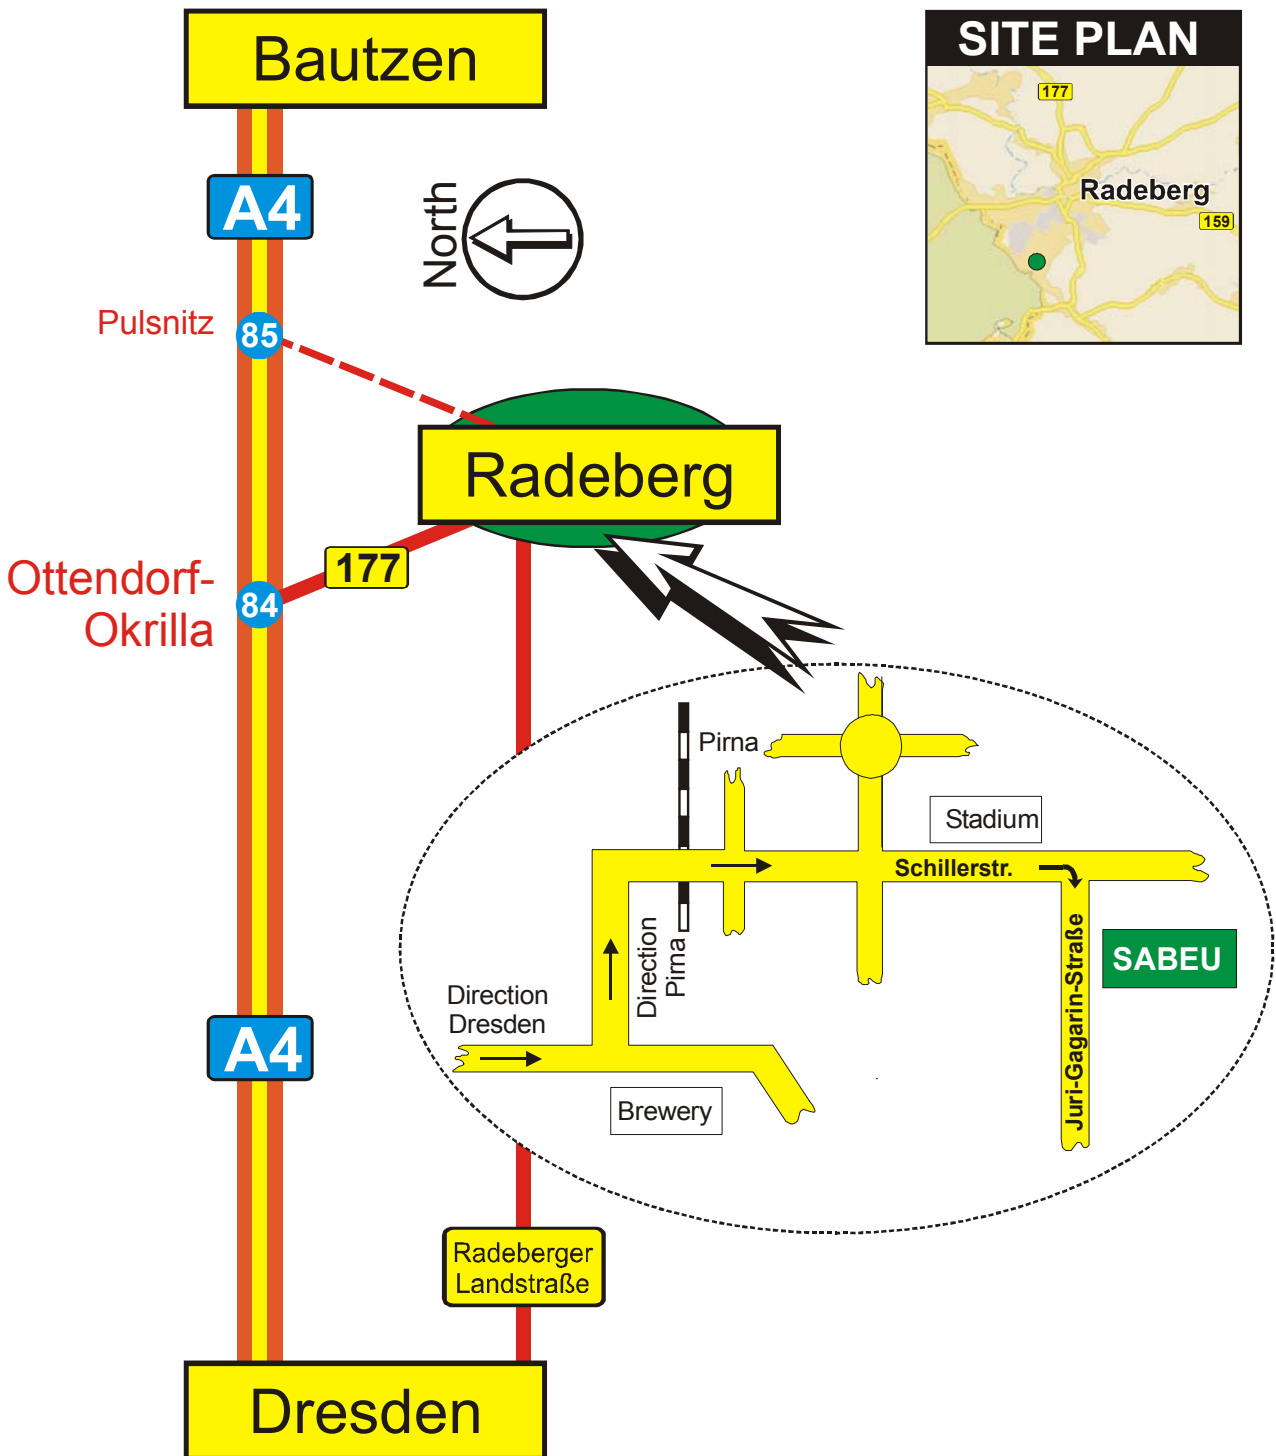 Bautzen
SITE PLAN
177
Radeberg
159
A4
North
Pulsnitz
85
Radeberg
177
Ottendorf-
Okrilla
84
Pirna
Stadium
Schillerstr.
Direction
Pirna
Juri-Gagarin-Straße
SABEU
Direction
Dresden
A4
Brewery
Radeberger
Landstraße
Dresden